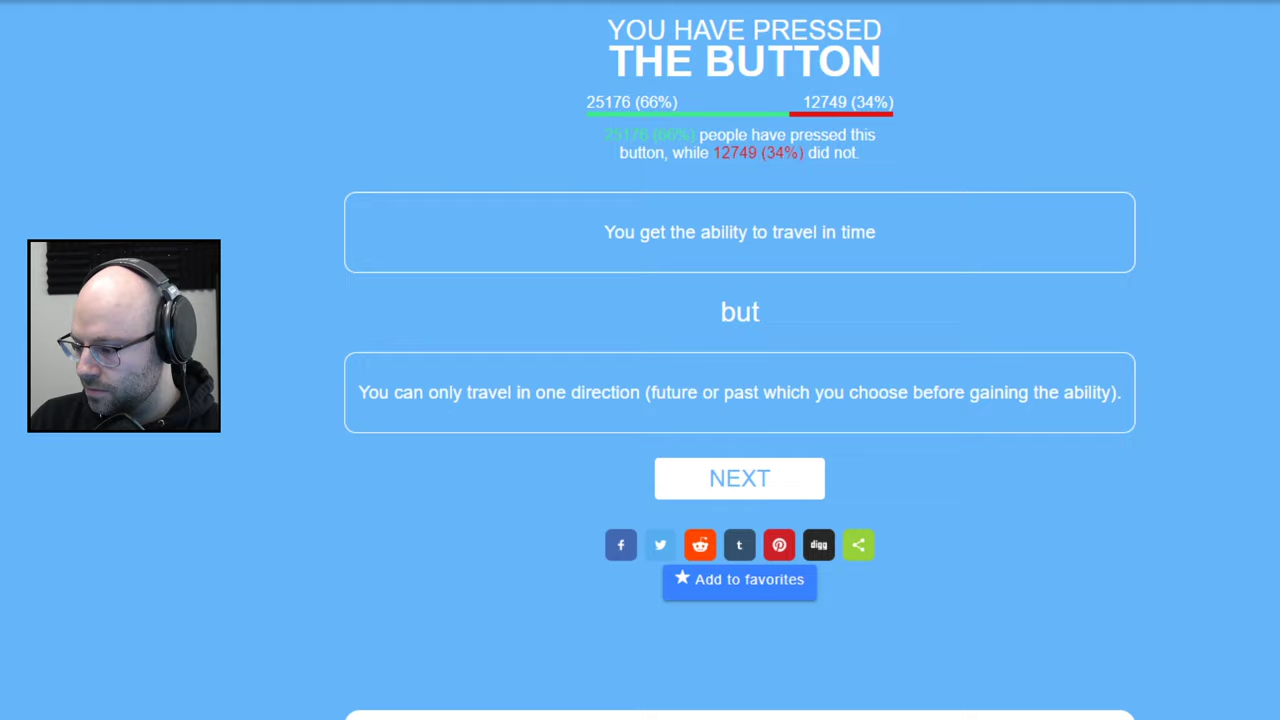 YOU HAVE PRESSED
THE BUTTON
25176 (66%) 12749 (34%)
25176 (66%) people have pressed this
button, while 12749 (34%) did not.
You get the ability to travel in time
but
You can only travel in one direction (future or past which you choose before gaining the ability).
NEXT
f t digg
Add to favorites